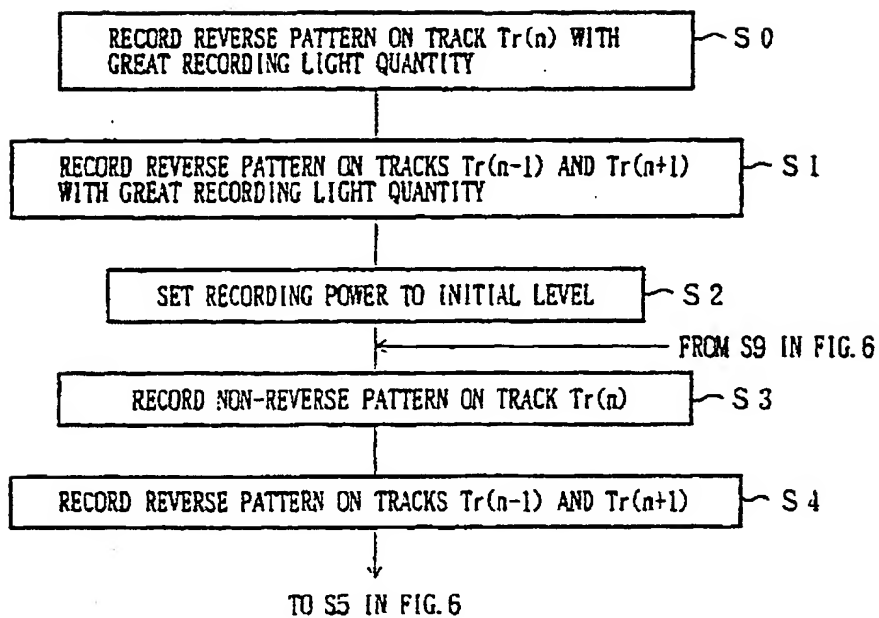 RECORD REVERSE PATTERN ON TRACK Tr(n) WITH
GREAT RECORDING LIGHT QUANTITY
S 0
RECORD REVERSE PATTERN ON TRACKS Tr(n-1) AND Tr(n+1)
WITH GREAT RECORDING LIGHT QUANTITY
S 1
SET RECORDING POWER TO INITIAL LEVEL
S 2
FROM S9 IN FIG. 6
RECORD NON-REVERSE PATTERN ON TRACK Tr(n)
S 3
RECORD REVERSE PATTERN ON TRACKS Tr(n-1) AND Tr(n+1)
S 4
TO S5 IN FIG. 6